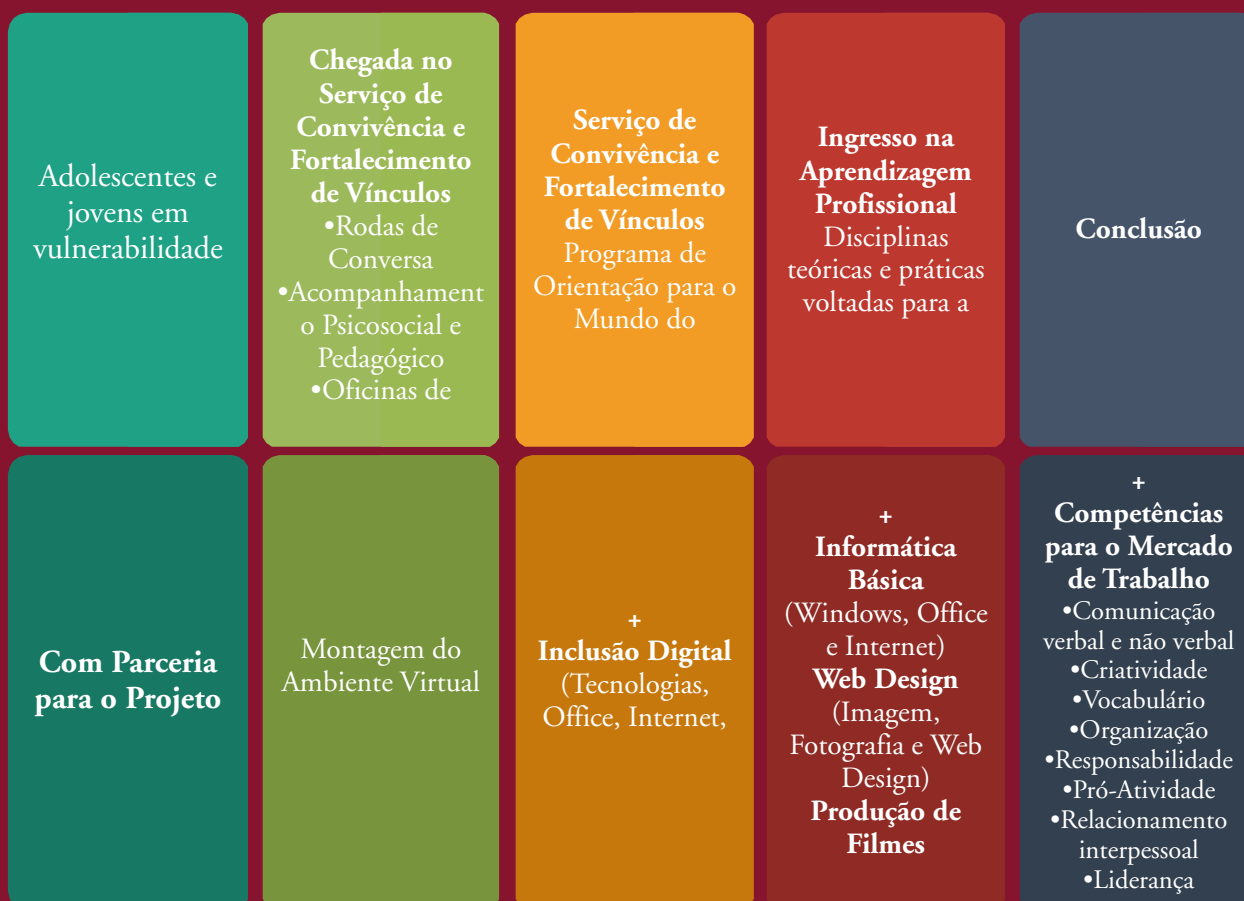 Adolescentes e
jovens em
vulnerabilidade
Chegada no
Serviço de
Convivência e
Fortalecimento
de Vínculos
•Rodas de
Conversa
•Acompanhament
o Psicosocial e
Pedagógico
•Oficinas de
Serviço de
Convivência e
Fortalecimento
de Vínculos
Programa de
Orientação para o
Mundo do
Ingresso na
Aprendizagem
Profissional
Disciplinas
teóricas e práticas
voltadas para a
Conclusão
Com Parceria
para o Projeto
Montagem do
Ambiente Virtual
+
Inclusão Digital
(Tecnologias,
Office, Internet,
+
Informática
Básica
(Windows, Office
e Internet)
Web Design
(Imagem,
Fotografia e Web
Design)
Produção de
Filmes
+
Competências
para o Mercado
de Trabalho
•Comunicação
verbal e não verbal
•Criatividade
•Vocabulário
•Organização
•Responsabilidade
•Pró-Atividade
•Relacionamento
interpessoal
•Liderança